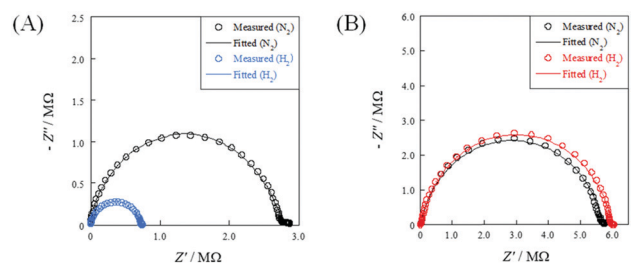 (A)
Measured (N2)
Fitted (N2)
Measured (H2)
Fitted (H2)
2.5
2.0
1.5
1.0
0.5
0
0 1.0 2.0 3.0
- Z″ / MΩ
Z′ / MΩ
(B)
Measured (N2)
Fitted (N2)
Measured (H2)
Fitted (H2)
6.0
5.0
4.0
3.0
2.0
1.0
0
0 1.0 2.0 3.0 4.0 5.0 6.0
- Z″ / MΩ
Z′ / MΩ